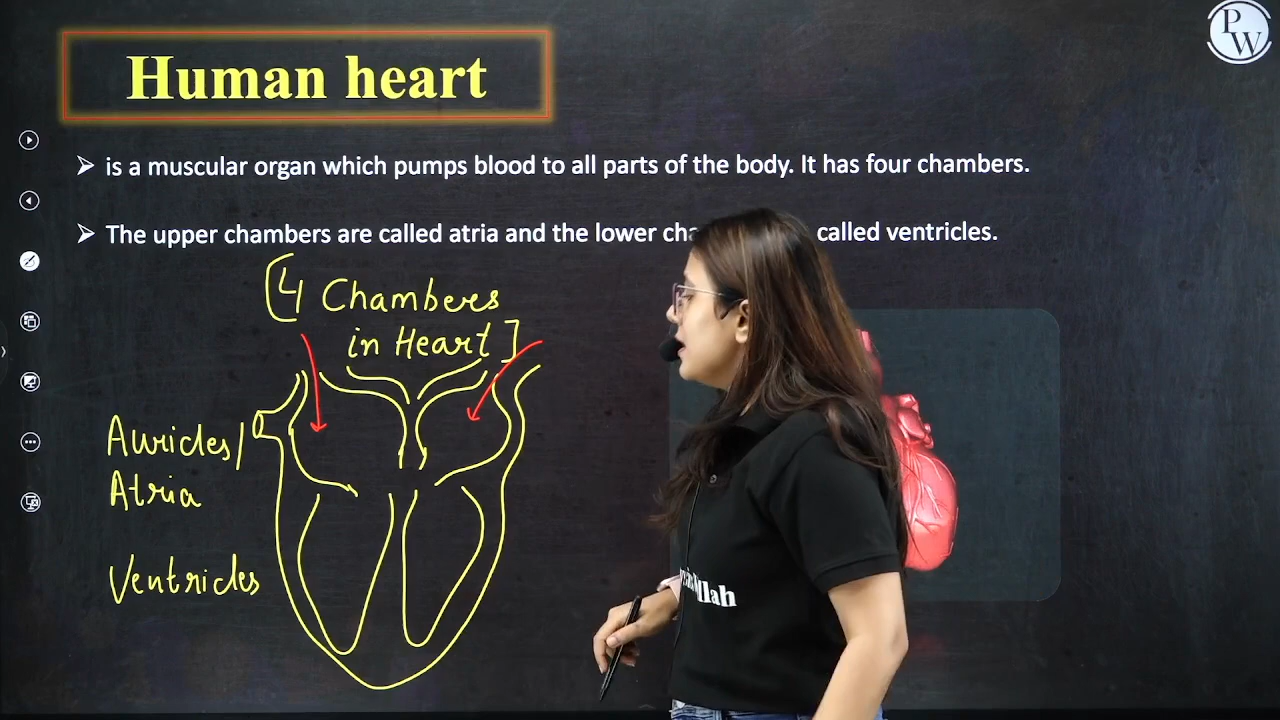 PW
Human heart
➤ is a muscular organ which pumps blood to all parts of the body. It has four chambers.
➤ The upper chambers are called atria and the lower cha called ventricles.
[4 Chambers
in Heart]
Auricles/
Atria
Ventricles